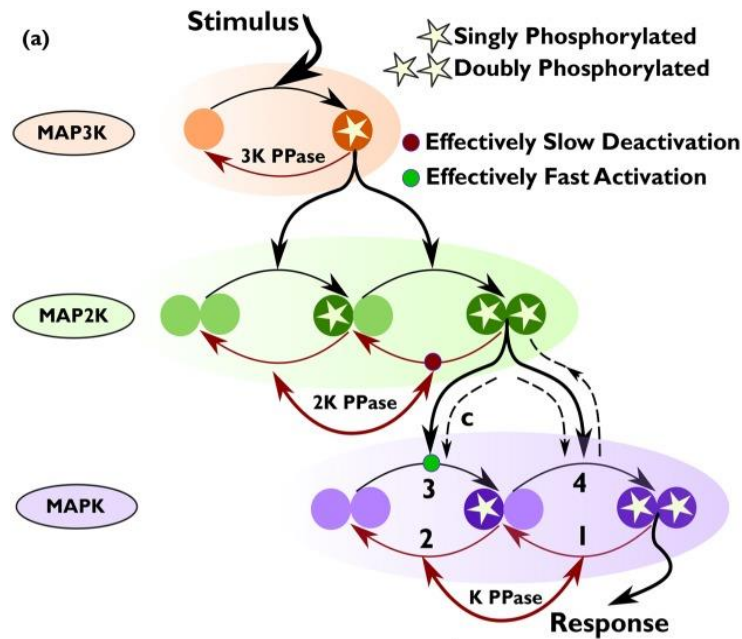 (a)
Stimulus
Singly Phosphorylated
Doubly Phosphorylated
MAP3K
3K PPase
Effectively Slow Deactivation
Effectively Fast Activation
MAP2K
2K PPase
c
MAPK
3
4
2
1
K PPase
Response